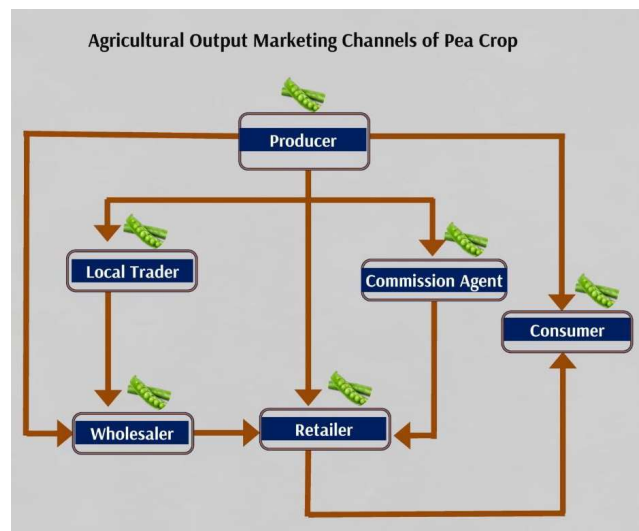 Agricultural Output Marketing Channels of Pea Crop
Producer
Local Trader
Commission Agent
Consumer
Wholesaler
Retailer